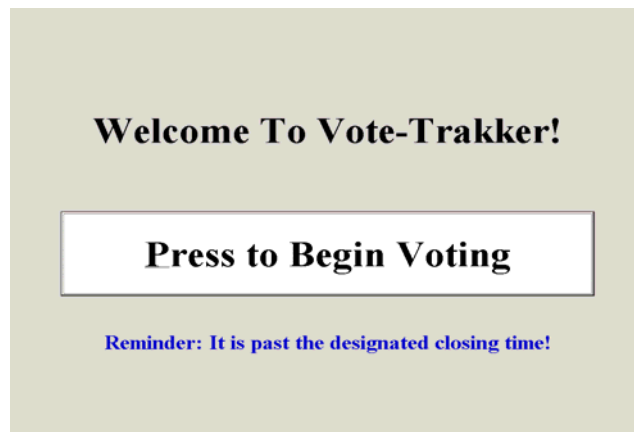 Welcome To Vote-Trakker!
Press to Begin Voting
Reminder: It is past the designated closing time!